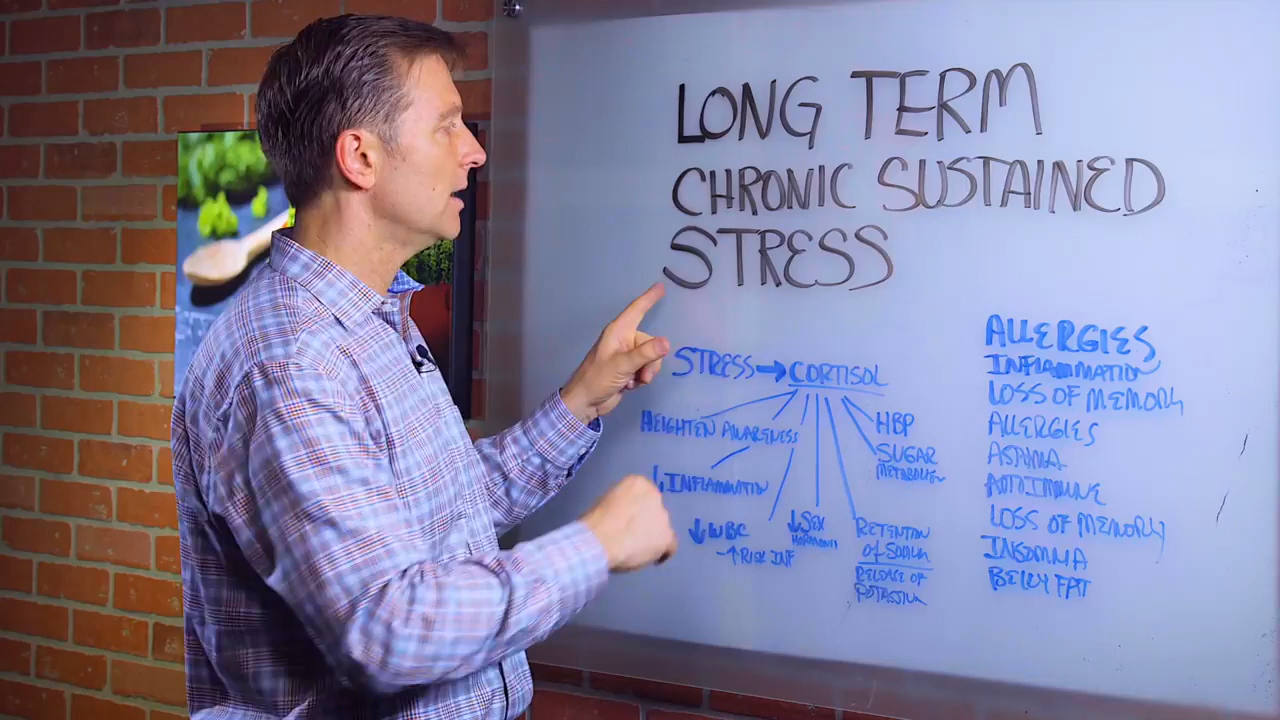 LONG TERM
CHRONIC SUSTAINED
STRESS
STRESS → CORTISOL
HEIGHTEN AWARENESS
↓ INFLAMMATION
↓ WBC
→ ↑ RISK INF
↓ SEX
HORMONES
RETENTION
OF SODIUM
RELEASE OF
POTASSIUM
HBP
SUGAR
METABOLISM
ALLERGIES
INFLAMMATION
LOSS OF MEMORY
ALLERGIES
ASTHMA
AUTOIMMUNE
LOSS OF MEMORY
INSOMNIA
BELLY FAT